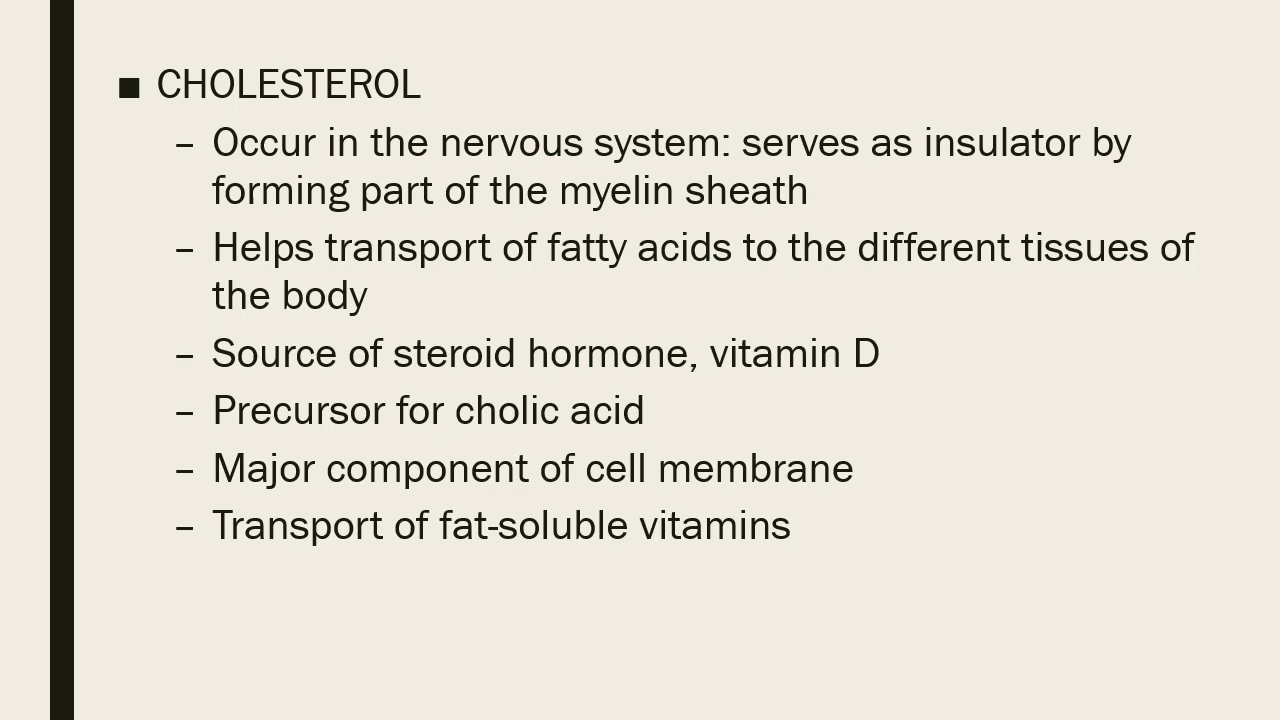 ■ CHOLESTEROL
– Occur in the nervous system: serves as insulator by
forming part of the myelin sheath
– Helps transport of fatty acids to the different tissues of
the body
– Source of steroid hormone, vitamin D
– Precursor for cholic acid
– Major component of cell membrane
– Transport of fat-soluble vitamins